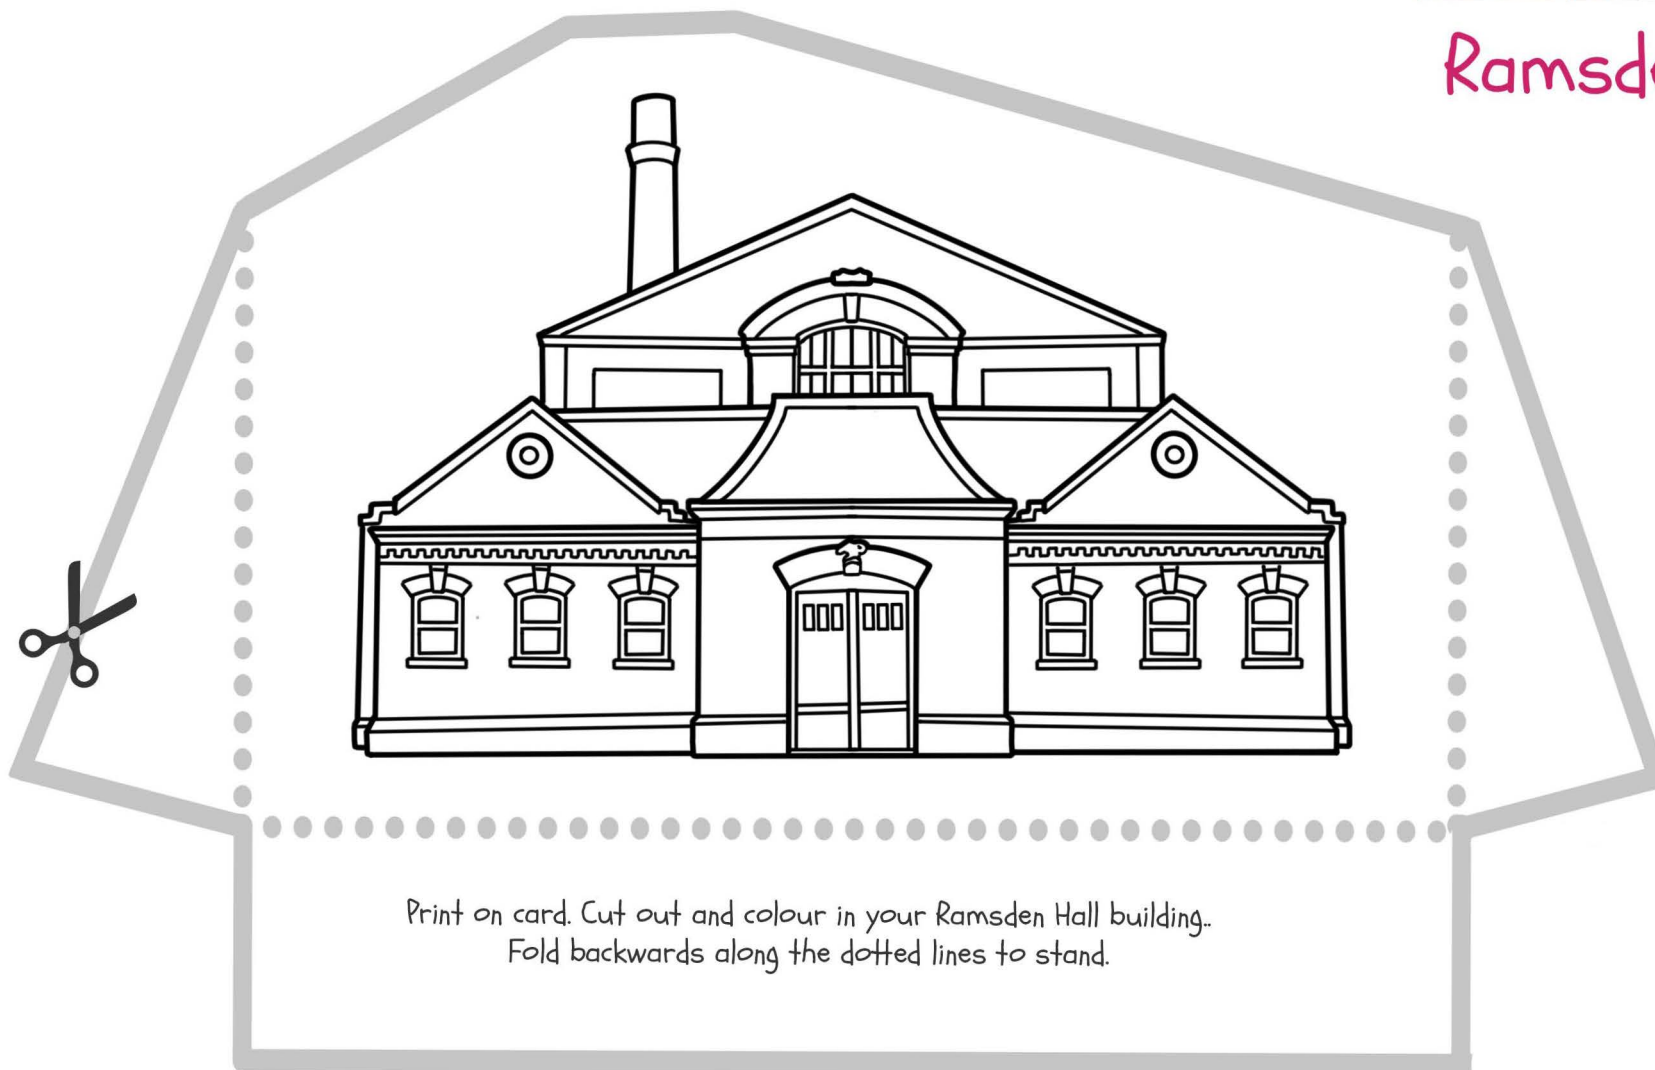 Print on card. Cut out and colour in your Ramsden Hall building..
Fold backwards along the dotted lines to stand.